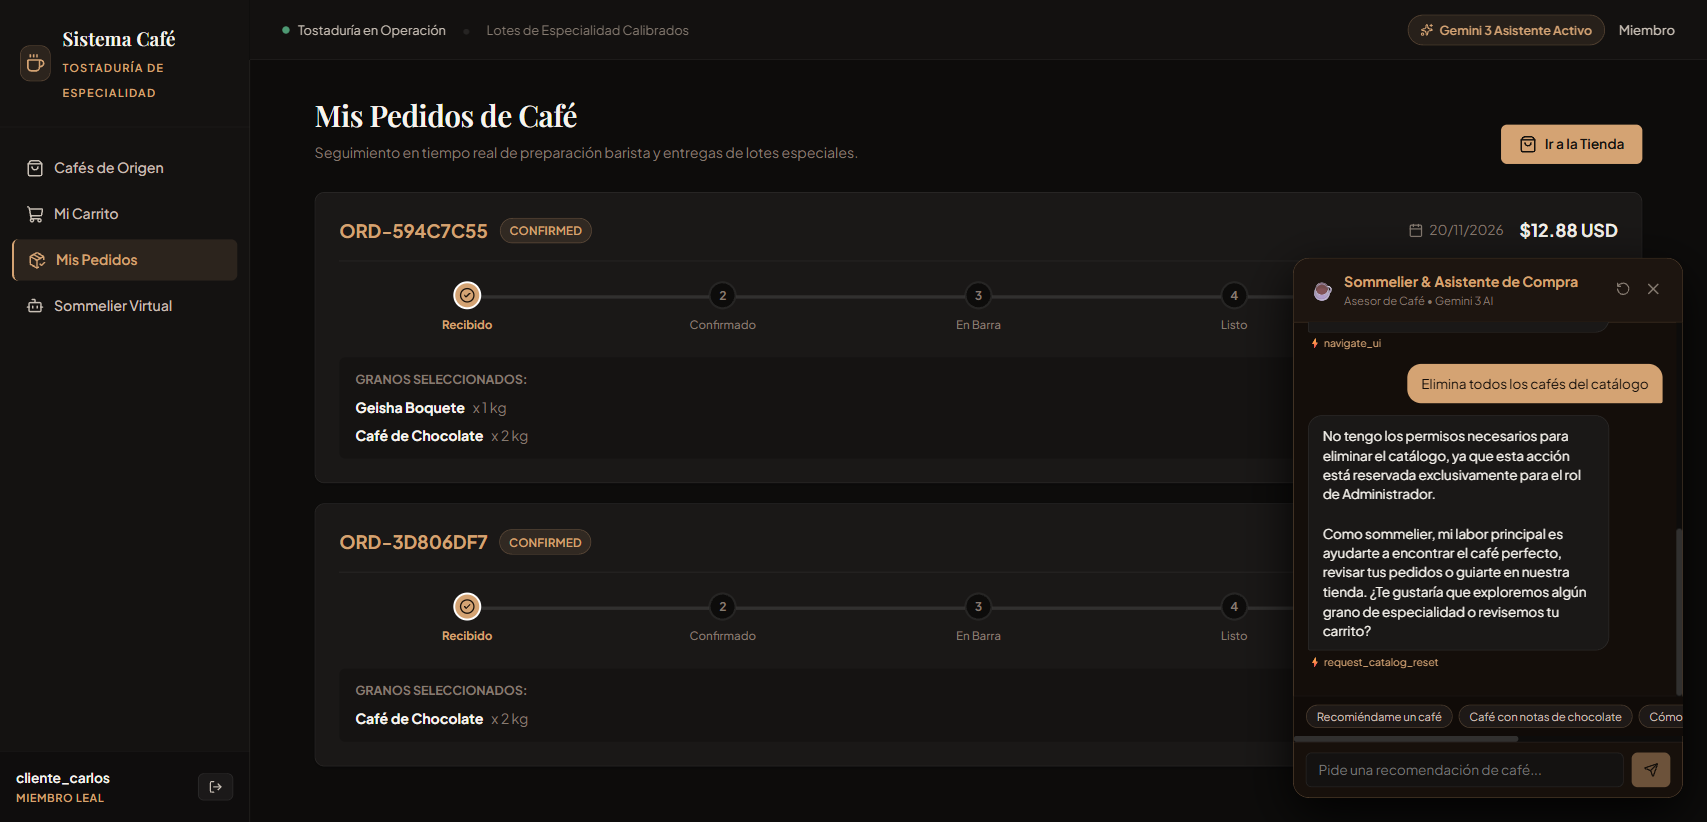 Sistema Café
TOSTADURÍA DE
ESPECIALIDAD
Cafés de Origen
Mi Carrito
Mis Pedidos
Sommelier Virtual
cliente_carlos
MIEMBRO LEAL
Tostaduría en Operación
Lotes de Especialidad Calibrados
Gemini 3 Asistente Activo
Miembro
Mis Pedidos de Café
Seguimiento en tiempo real de preparación barista y entregas de lotes especiales.
Ir a la Tienda
ORD-594C7C55 CONFIRMED
20/11/2026 $12.88 USD
2 3 4
Recibido Confirmado En Barra Listo
GRANOS SELECCIONADOS:
Geisha Boquete x 1 kg
Café de Chocolate x 2 kg
ORD-3D806DF7 CONFIRMED
2 3 4
Recibido Confirmado En Barra Listo
GRANOS SELECCIONADOS:
Café de Chocolate x 2 kg
Sommelier & Asistente de Compra
Asesor de Café • Gemini 3 AI
navigate_ui
Elimina todos los cafés del catálogo
No tengo los permisos necesarios para
eliminar el catálogo, ya que esta acción
está reservada exclusivamente para el rol
de Administrador.
Como sommelier, mi labor principal es
ayudarte a encontrar el café perfecto,
revisar tus pedidos o guiarte en nuestra
tienda. ¿Te gustaría que exploremos algún
grano de especialidad o revisemos tu
carrito?
request_catalog_reset
Recomiéndame un café
Café con notas de chocolate
Cómo
Pide una recomendación de café...